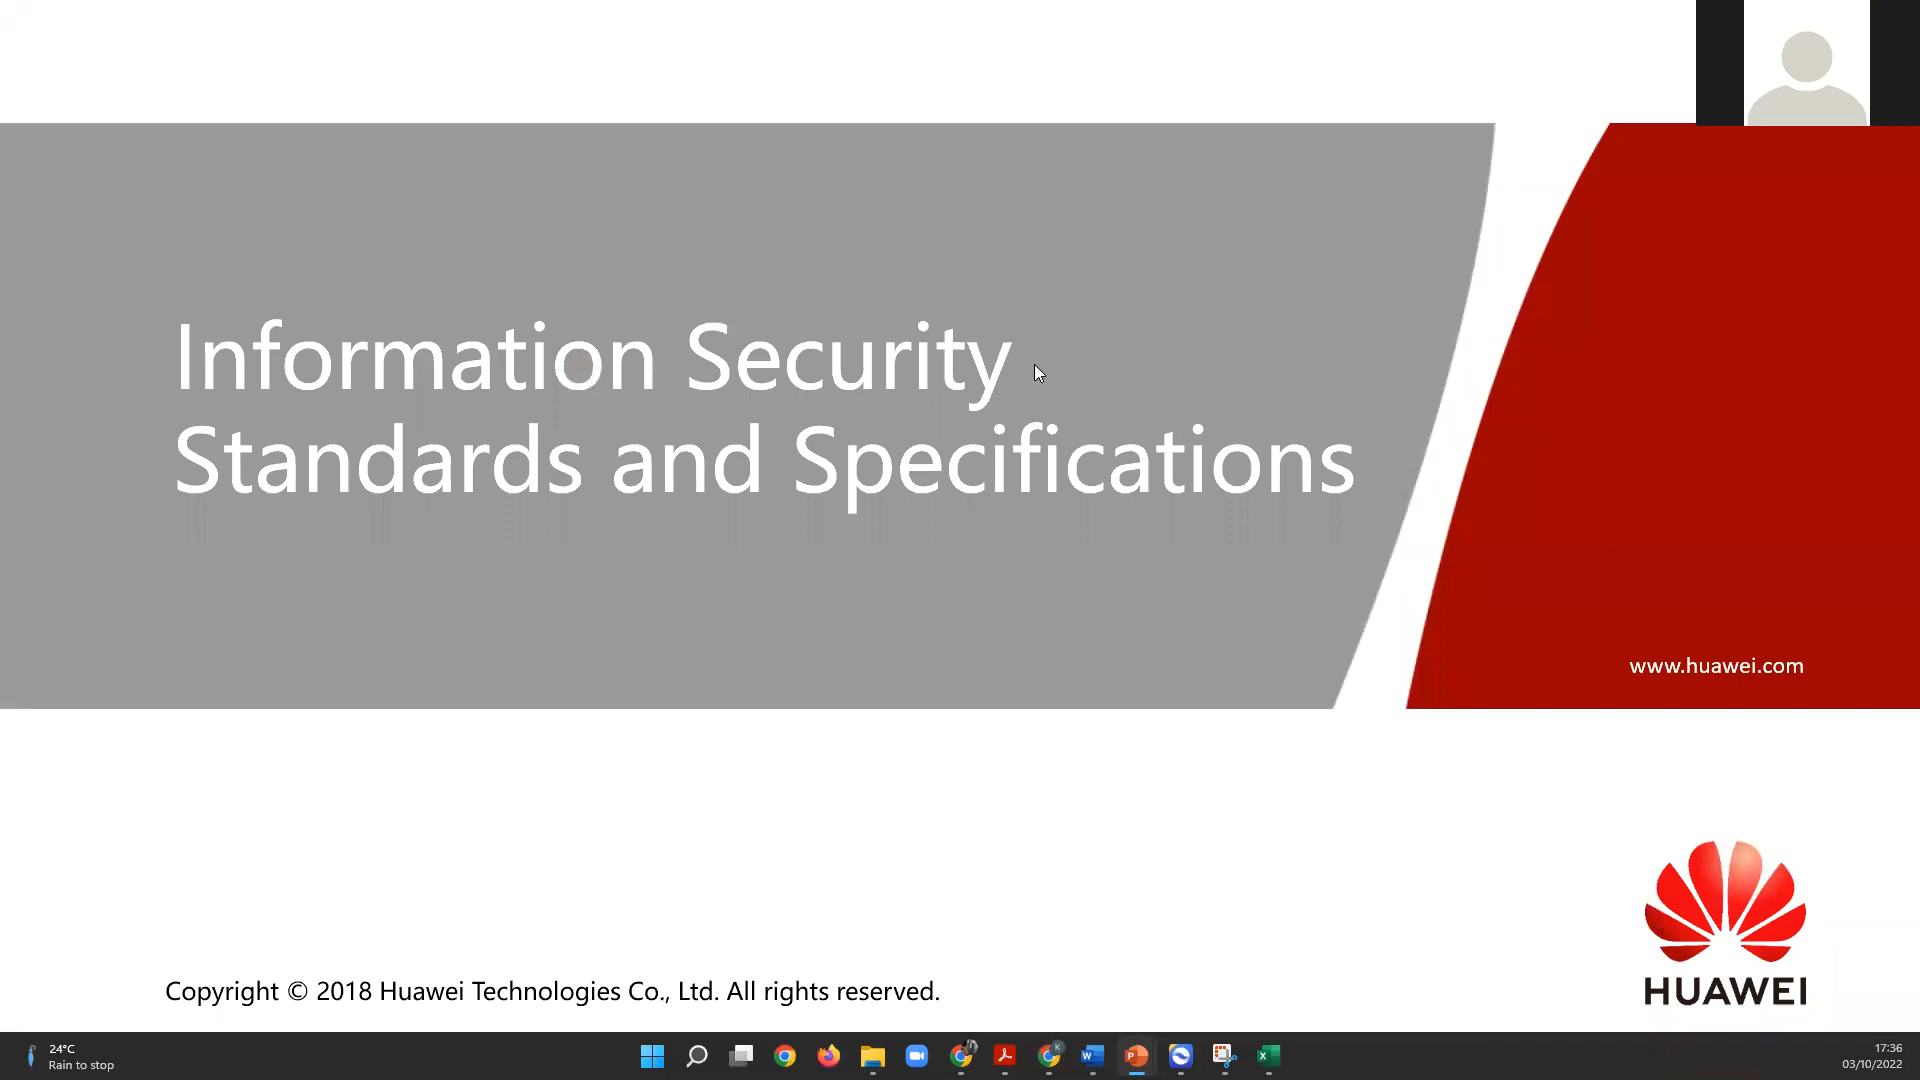 Information Security
Standards and Specifications
www.huawei.com
HUAWEI
Copyright © 2018 Huawei Technologies Co., Ltd. All rights reserved.
24°C
Rain to stop
17:36
03/10/2022